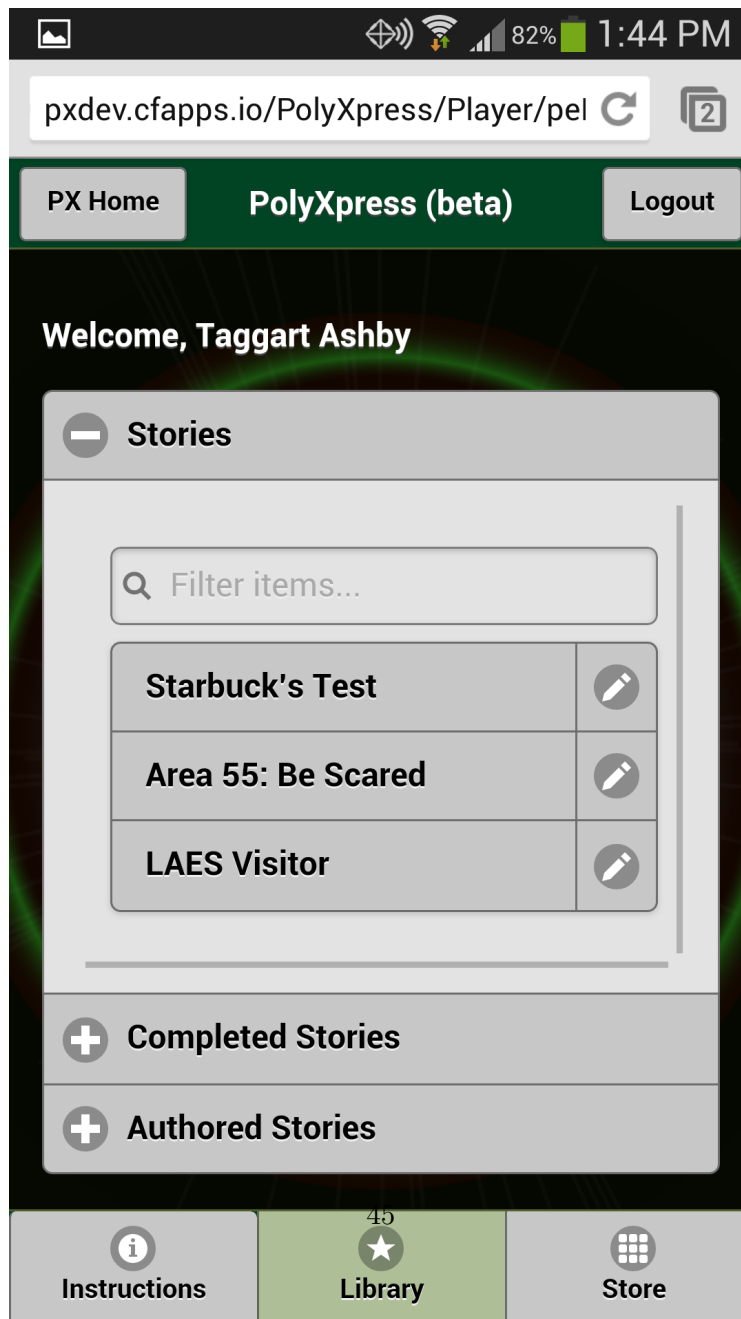 82% 1:44 PM
pxdev.cfapps.io/PolyXpress/Player/pel
2
PX Home PolyXpress (beta) Logout
Welcome, Taggart Ashby
Stories
Filter items...
Starbuck's Test
Area 55: Be Scared
LAES Visitor
Completed Stories
Authored Stories
45
Instructions Library Store